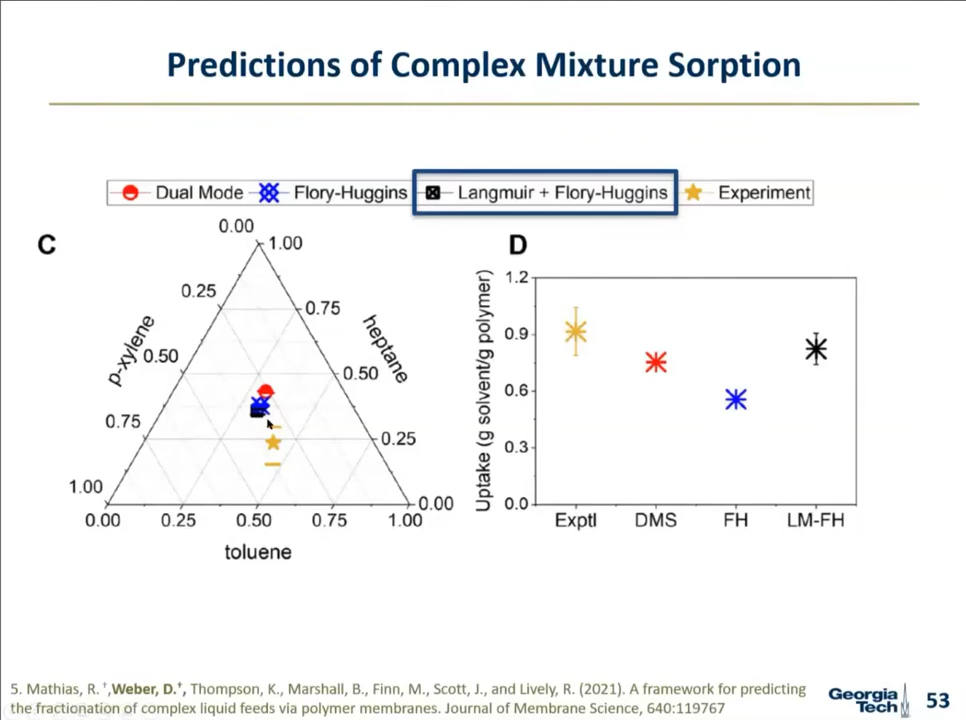 Predictions of Complex Mixture Sorption
Dual Mode Flory-Huggins Langmuir + Flory-Huggins Experiment
C
0.00
1.00
0.25
0.75
p-xylene
heptane
0.50
0.50
0.75
0.25
1.00
0.00
0.00 0.25 0.50 0.75 1.00
toluene
D
Uptake (g solvent/g polymer)
1.2
0.9
0.6
0.3
0.0
Exptl DMS FH LM-FH
5. Mathias, R.†,Weber, D.†, Thompson, K., Marshall, B., Finn, M., Scott, J., and Lively, R. (2021). A framework for predicting
the fractionation of complex liquid feeds via polymer membranes. Journal of Membrane Science, 640:119767
Georgia
Tech
53